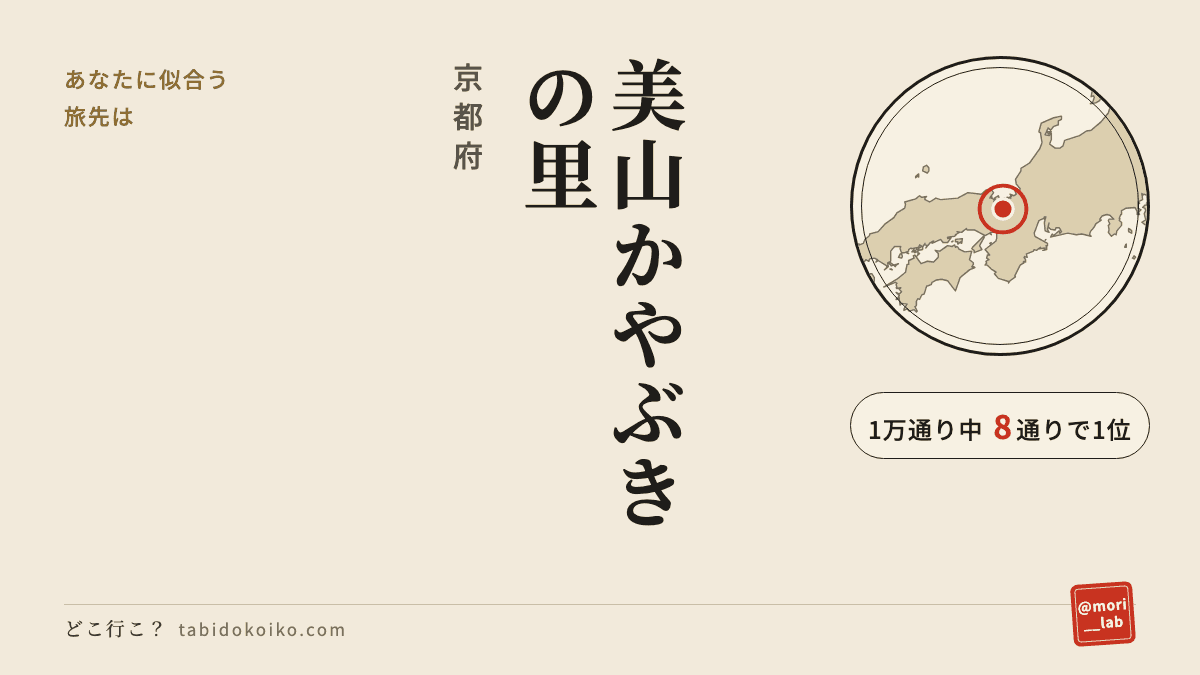 あなたに似合う
旅先は
美山かやぶき
の里
京都府
1万通り中 8通りで1位
どこ行こ? tabidokoiko.com
@mori
__lab